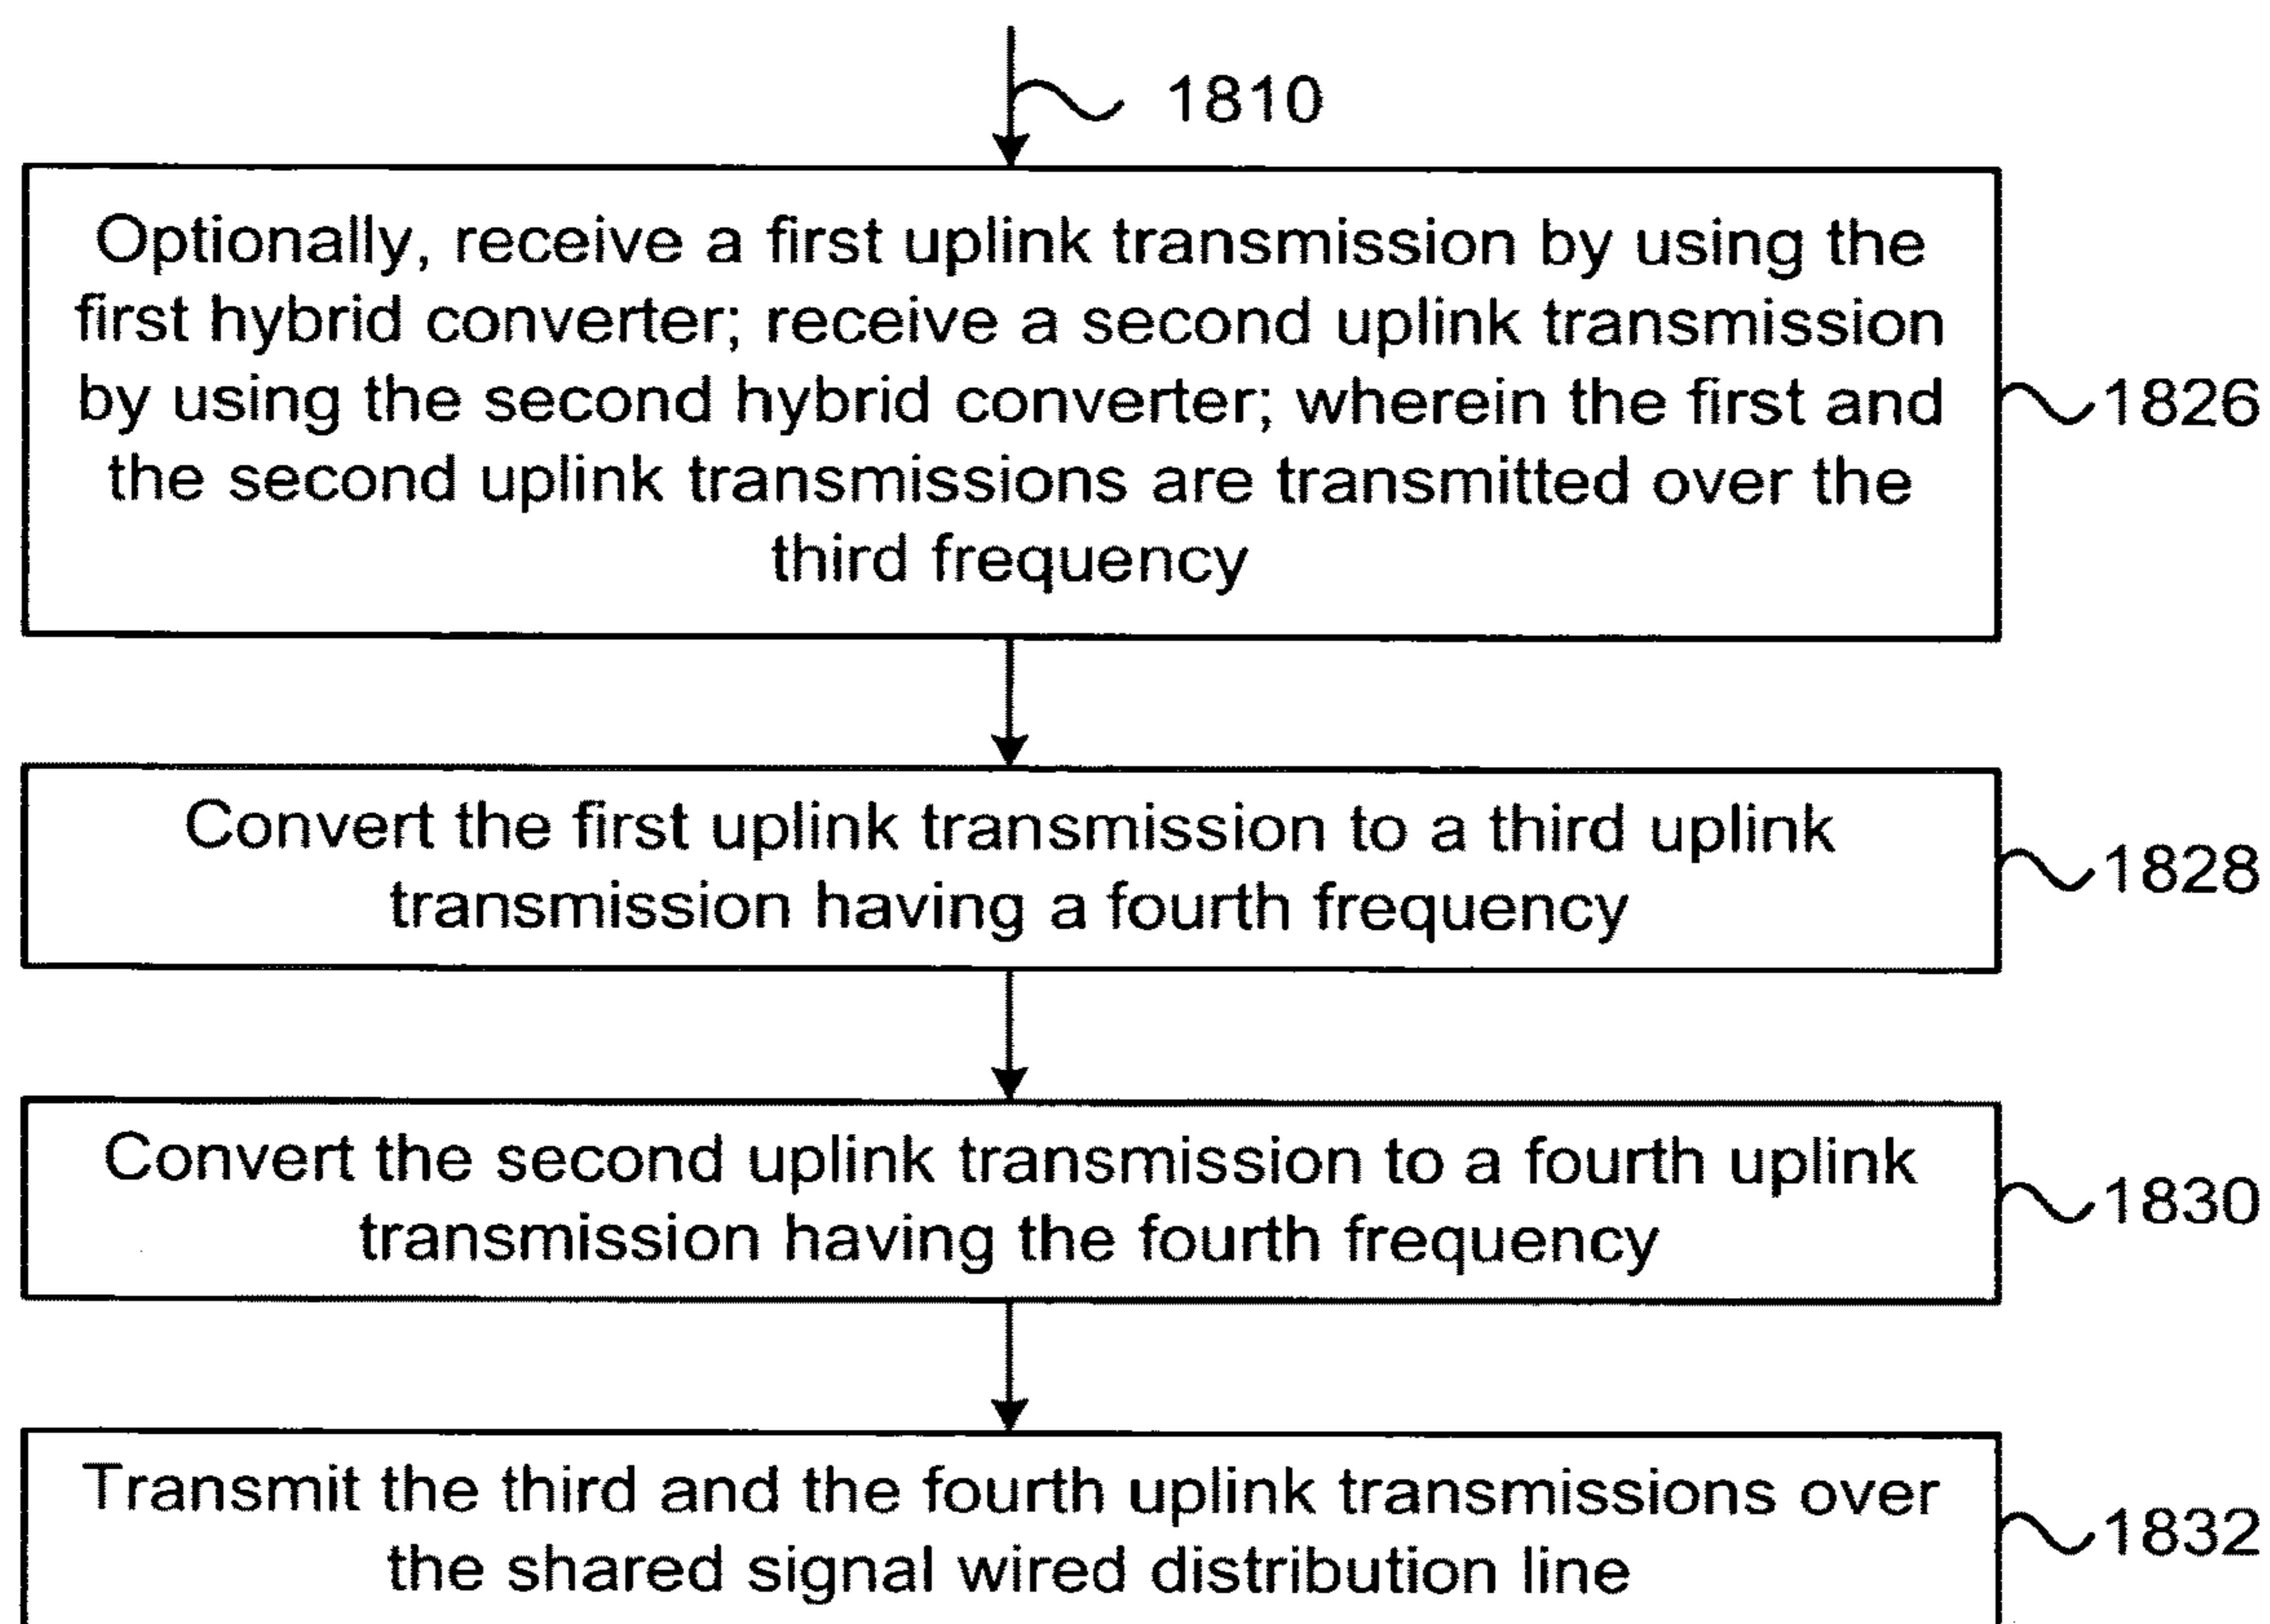 1810
Optionally, receive a first uplink transmission by using the
first hybrid converter; receive a second uplink transmission
by using the second hybrid converter; wherein the first and
the second uplink transmissions are transmitted over the
third frequency
1826
Convert the first uplink transmission to a third uplink
transmission having a fourth frequency
1828
Convert the second uplink transmission to a fourth uplink
transmission having the fourth frequency
1830
Transmit the third and the fourth uplink transmissions over
the shared signal wired distribution line
1832